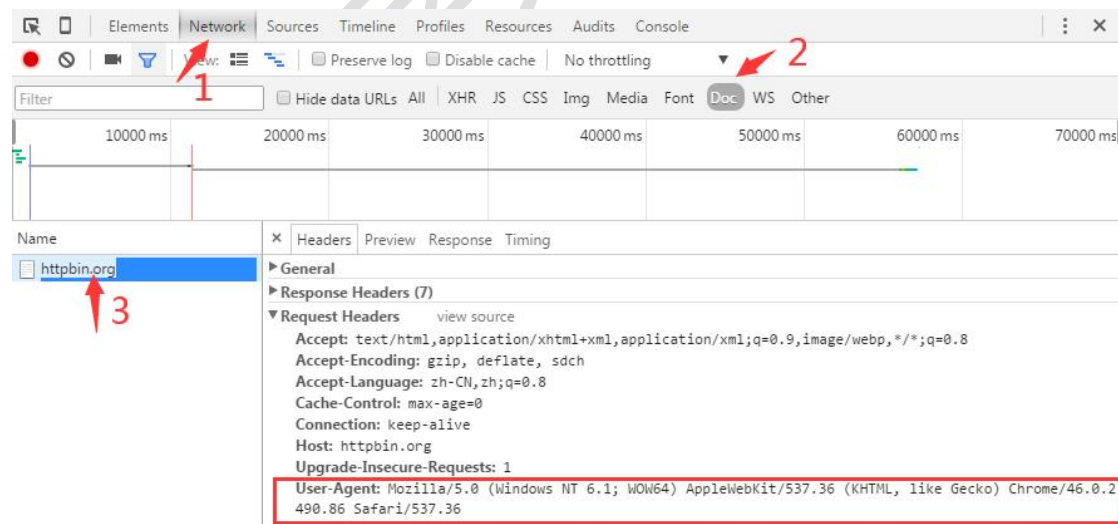 Elements Network Sources Timeline Profiles Resources Audits Console
View: Preserve log Disable cache No throttling
1 2
Filter Hide data URLs All XHR JS CSS Img Media Font Doc WS Other
10000 ms 20000 ms 30000 ms 40000 ms 50000 ms 60000 ms 70000 ms
Name × Headers Preview Response Timing
httpbin.org
3
General
Response Headers (7)
Request Headers view source
Accept: text/html,application/xhtml+xml,application/xml;q=0.9,image/webp,*/*;q=0.8
Accept-Encoding: gzip, deflate, sdch
Accept-Language: zh-CN,zh;q=0.8
Cache-Control: max-age=0
Connection: keep-alive
Host: httpbin.org
Upgrade-Insecure-Requests: 1
User-Agent: Mozilla/5.0 (Windows NT 6.1; WOW64) AppleWebKit/537.36 (KHTML, like Gecko) Chrome/46.0.2
490.86 Safari/537.36